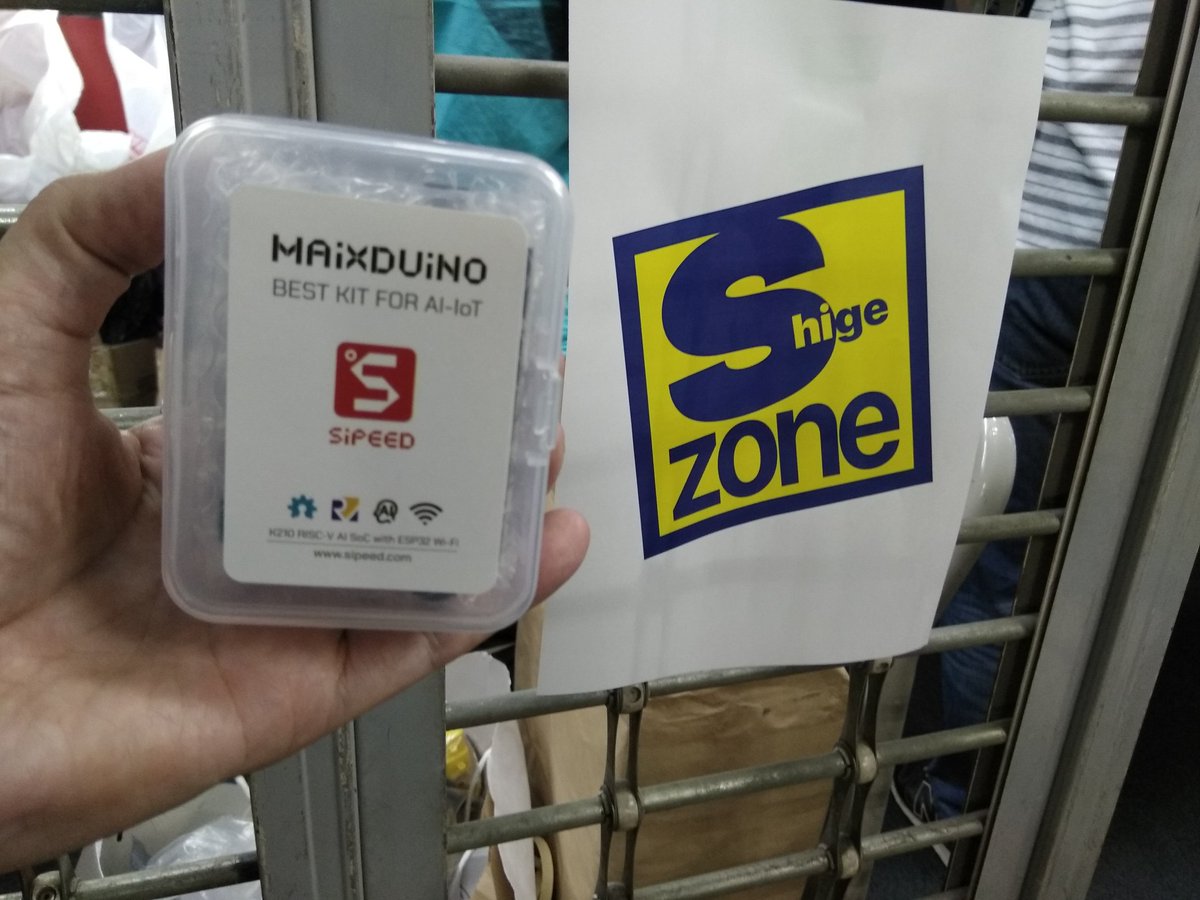 MAiXDUiNO
BEST KIT FOR AI-IoT
SiPEED
AI
K210 RISC-V AI SoC with ESP32 Wi-Fi
www.sipeed.com
Shige
zone